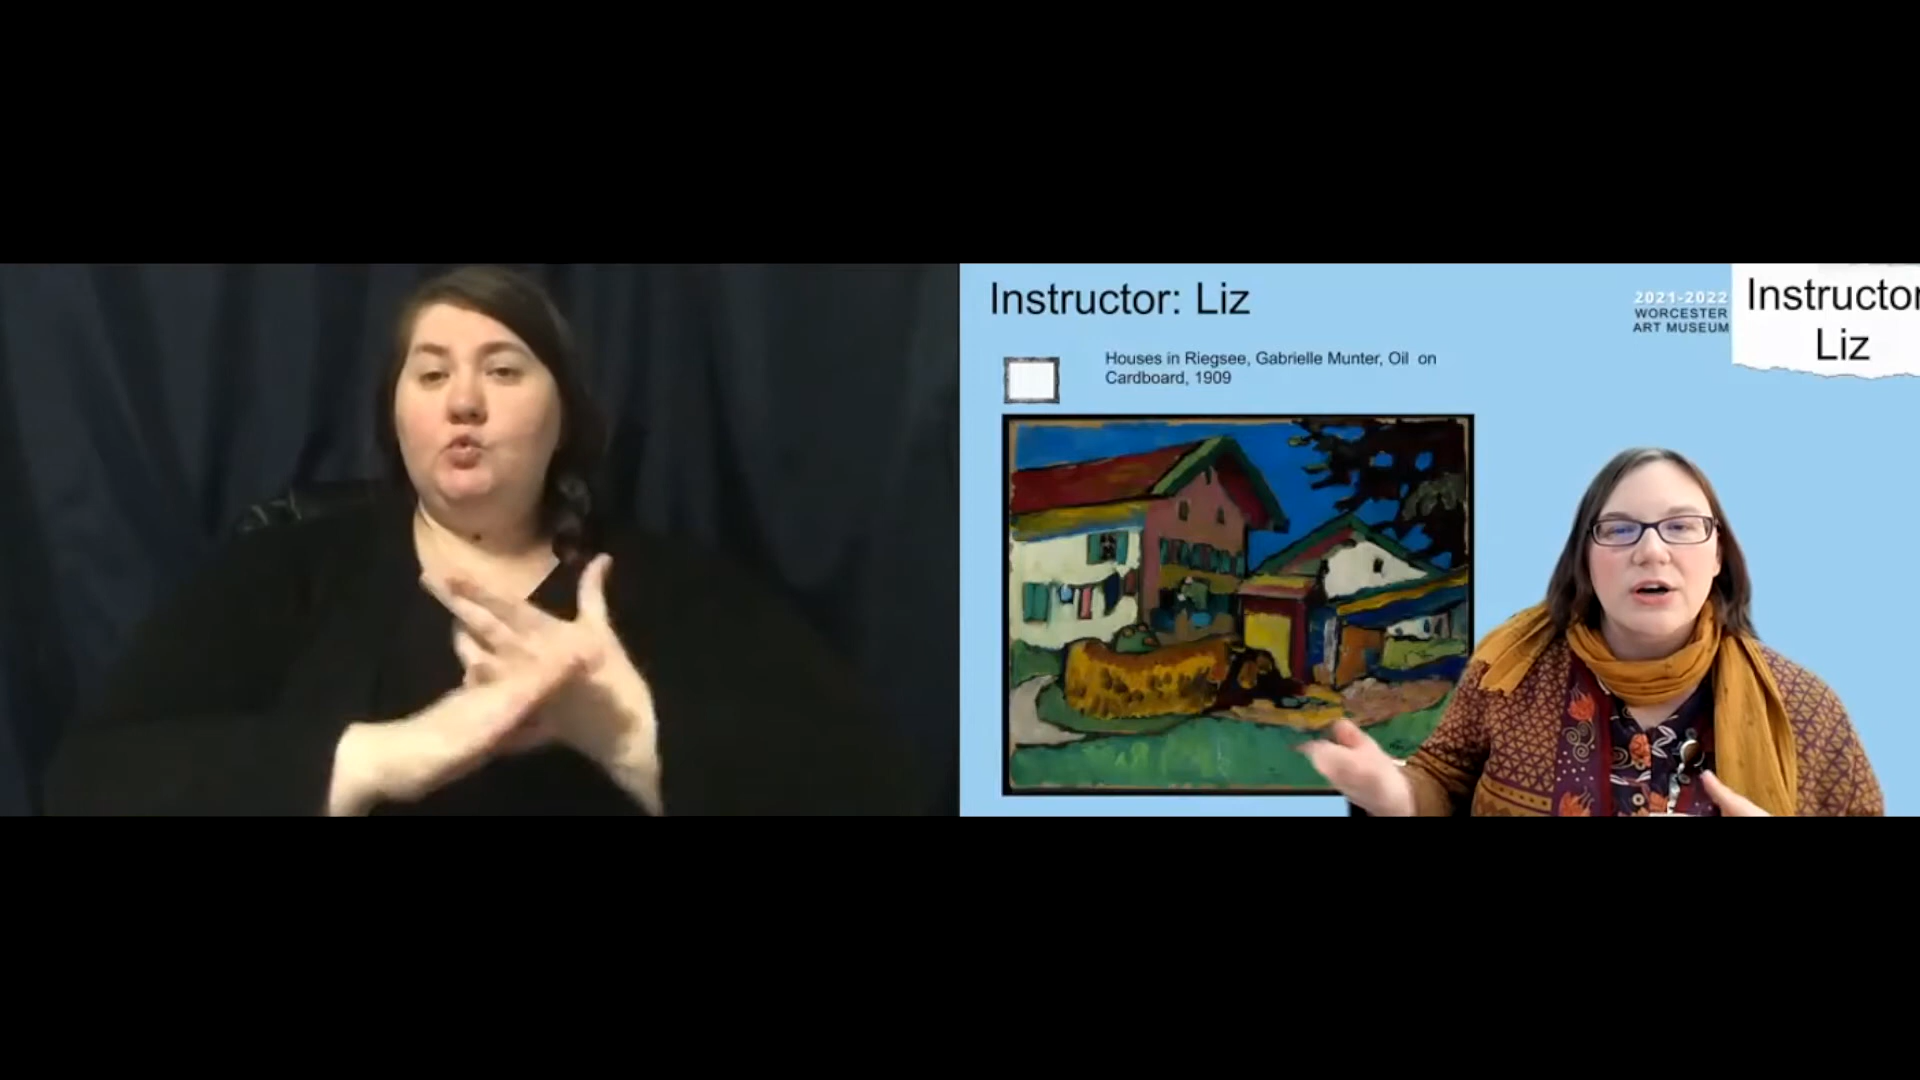 Instructor: Liz
2021-2022
WORCESTER
ART MUSEUM
Instructor
Liz
Houses in Riegsee, Gabrielle Munter, Oil on
Cardboard, 1909